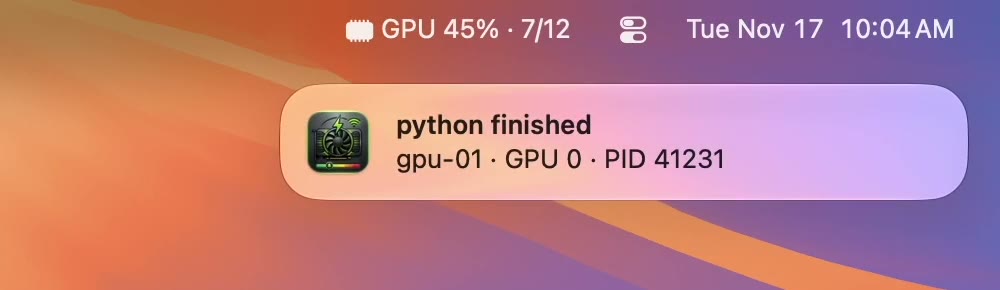 GPU 45% · 7/12 Tue Nov 17 10:04 AM
python finished
gpu-01 · GPU 0 · PID 41231